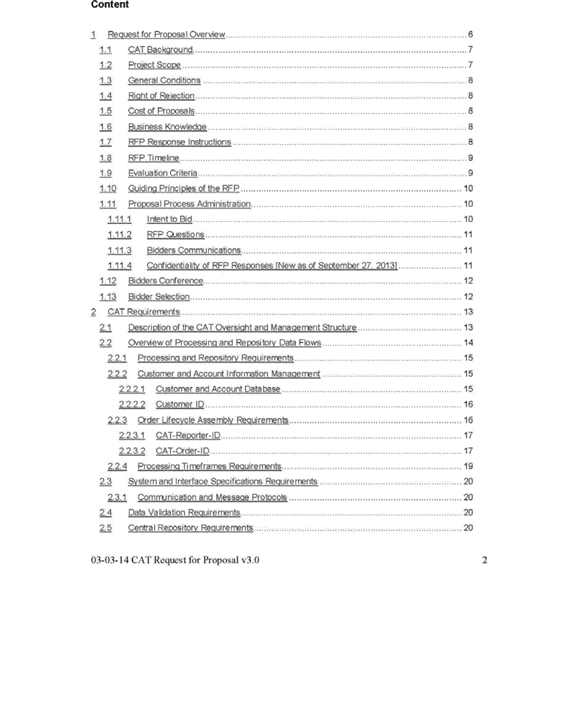 Content
1 Request for Proposal Overview 6
1.1 CAT Background 7
1.2 Project Scope 7
1.3 General Conditions 8
1.4 Right of Rejection 8
1.5 Cost of Proposals 8
1.6 Business Knowledge 8
1.7 RFP Response Instructions 8
1.8 RFP Timeline 9
1.9 Evaluation Criteria 9
1.10 Guiding Principles of the RFP 10
1.11 Proposal Process Administration 10
1.11.1 Intent to Bid 10
1.11.2 RFP Questions 11
1.11.3 Bidders Communications 11
1.11.4 Confidentiality of RFP Responses [New as of September 27, 2013] 11
1.12 Bidders Conference 12
1.13 Bidder Selection 12
2 CAT Requirements 13
2.1 Description of the CAT Oversight and Management Structure 13
2.2 Overview of Processing and Repository Data Flows 14
2.2.1 Processing and Repository Requirements 15
2.2.2 Customer and Account Information Management 15
2.2.2.1 Customer and Account Database 15
2.2.2.2 Customer ID 16
2.2.3 Order Lifecycle Assembly Requirements 16
2.2.3.1 CAT-Reporter-ID 17
2.2.3.2 CAT-Order-ID 17
2.2.4 Processing Timeframes Requirements 19
2.3 System and Interface Specifications Requirements 20
2.3.1 Communication and Message Protocols 20
2.4 Data Validation Requirements 20
2.5 Central Repository Requirements 20
03-03-14 CAT Request for Proposal v3.0 2